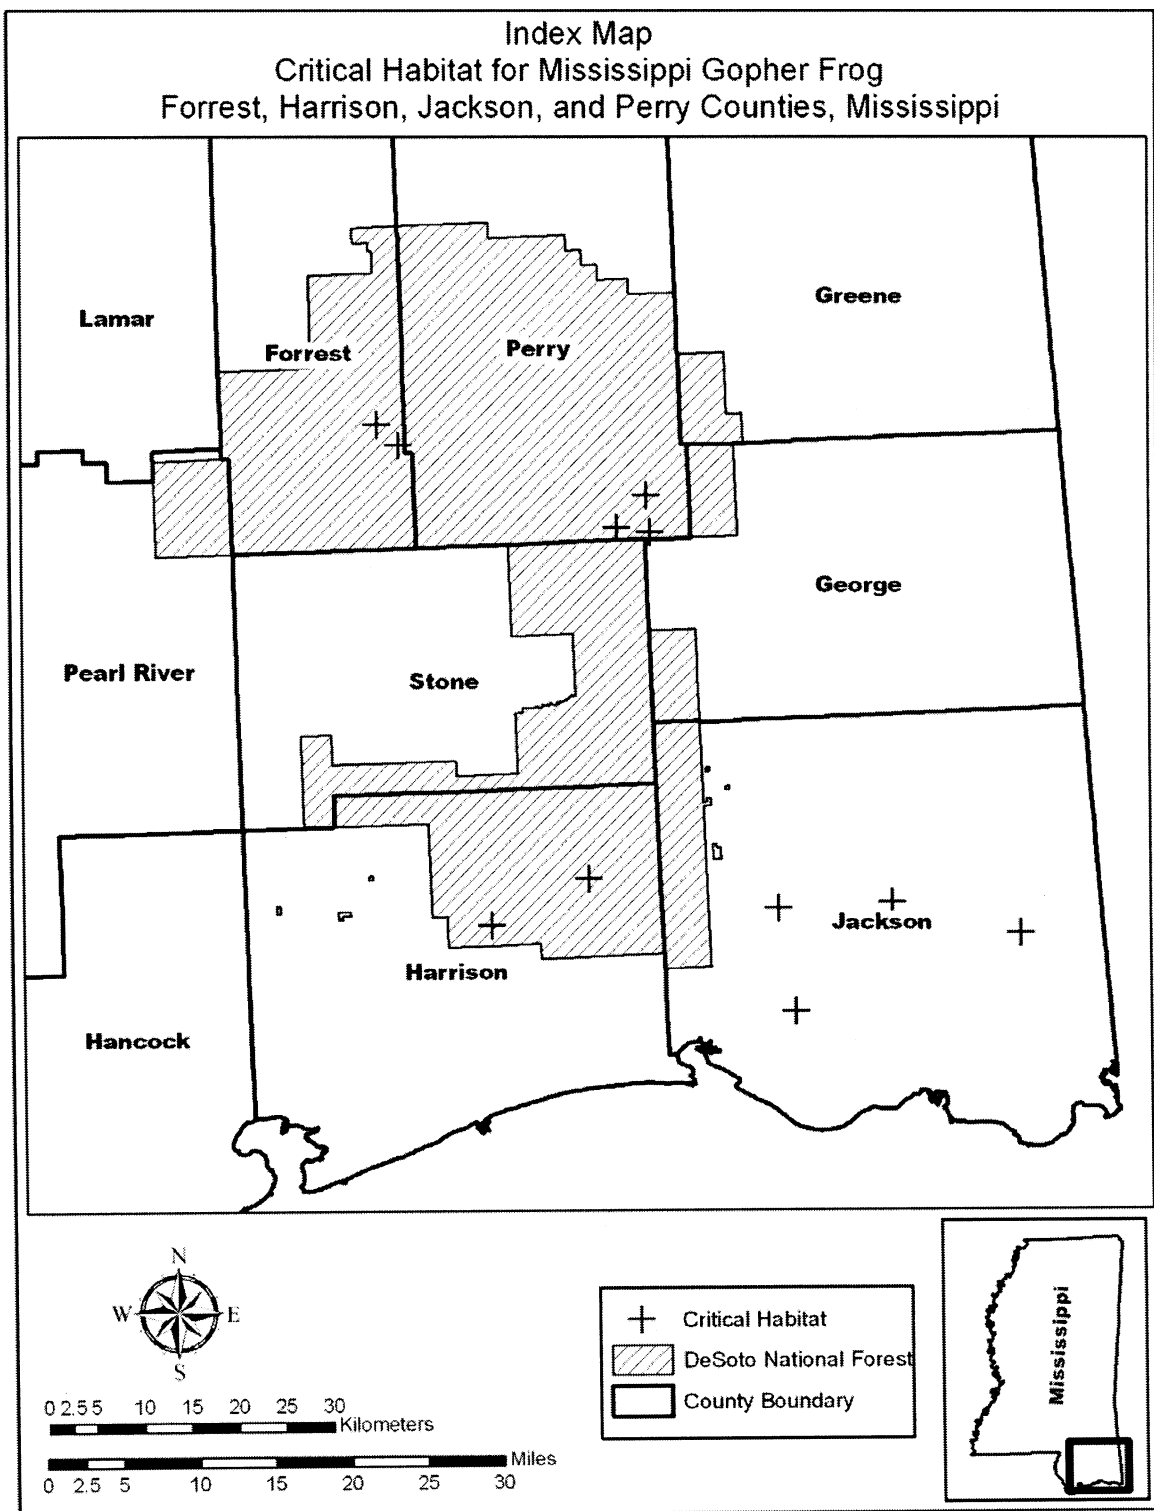 Index Map
Critical Habitat for Mississippi Gopher Frog
Forrest, Harrison, Jackson, and Perry Counties, Mississippi
Greene
Lamar
Forrest
Perry
George
Pearl River
Stone
Jackson
Harrison
Hancock
N
W E
S
0 2.5 5 10 15 20 25 30
Kilometers
Miles
0 2.5 5 10 15 20 25 30
Critical Habitat
DeSoto National Forest
County Boundary
Mississippi